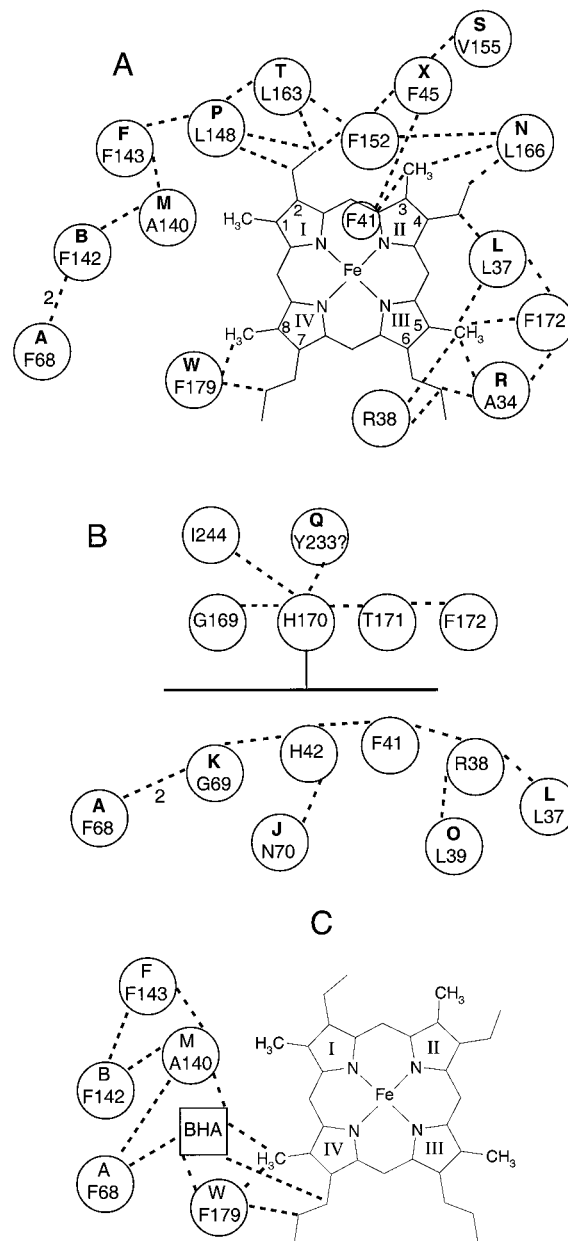 A
S
V155
T
L163
X
F45
P
L148
F
F143
F152
N
L166
CH3
M
A140
2
3
H3C
1
I
F41
II
4
N
N
B
F142
L
L37
Fe
2
A
F68
N
N
IV
III
5
F172
H3C
8
7
6
CH3
W
F179
R
A34
R38
B
I244
Q
Y233?
G169
H170
T171
F172
K
G69
H42
F41
R38
A
F68
2
L
L37
J
N70
O
L39
C
F
F143
M
A140
CH3
H3C
I
II
N
N
B
F142
Fe
BHA
N
N
IV
III
H3C
CH3
A
F68
W
F179